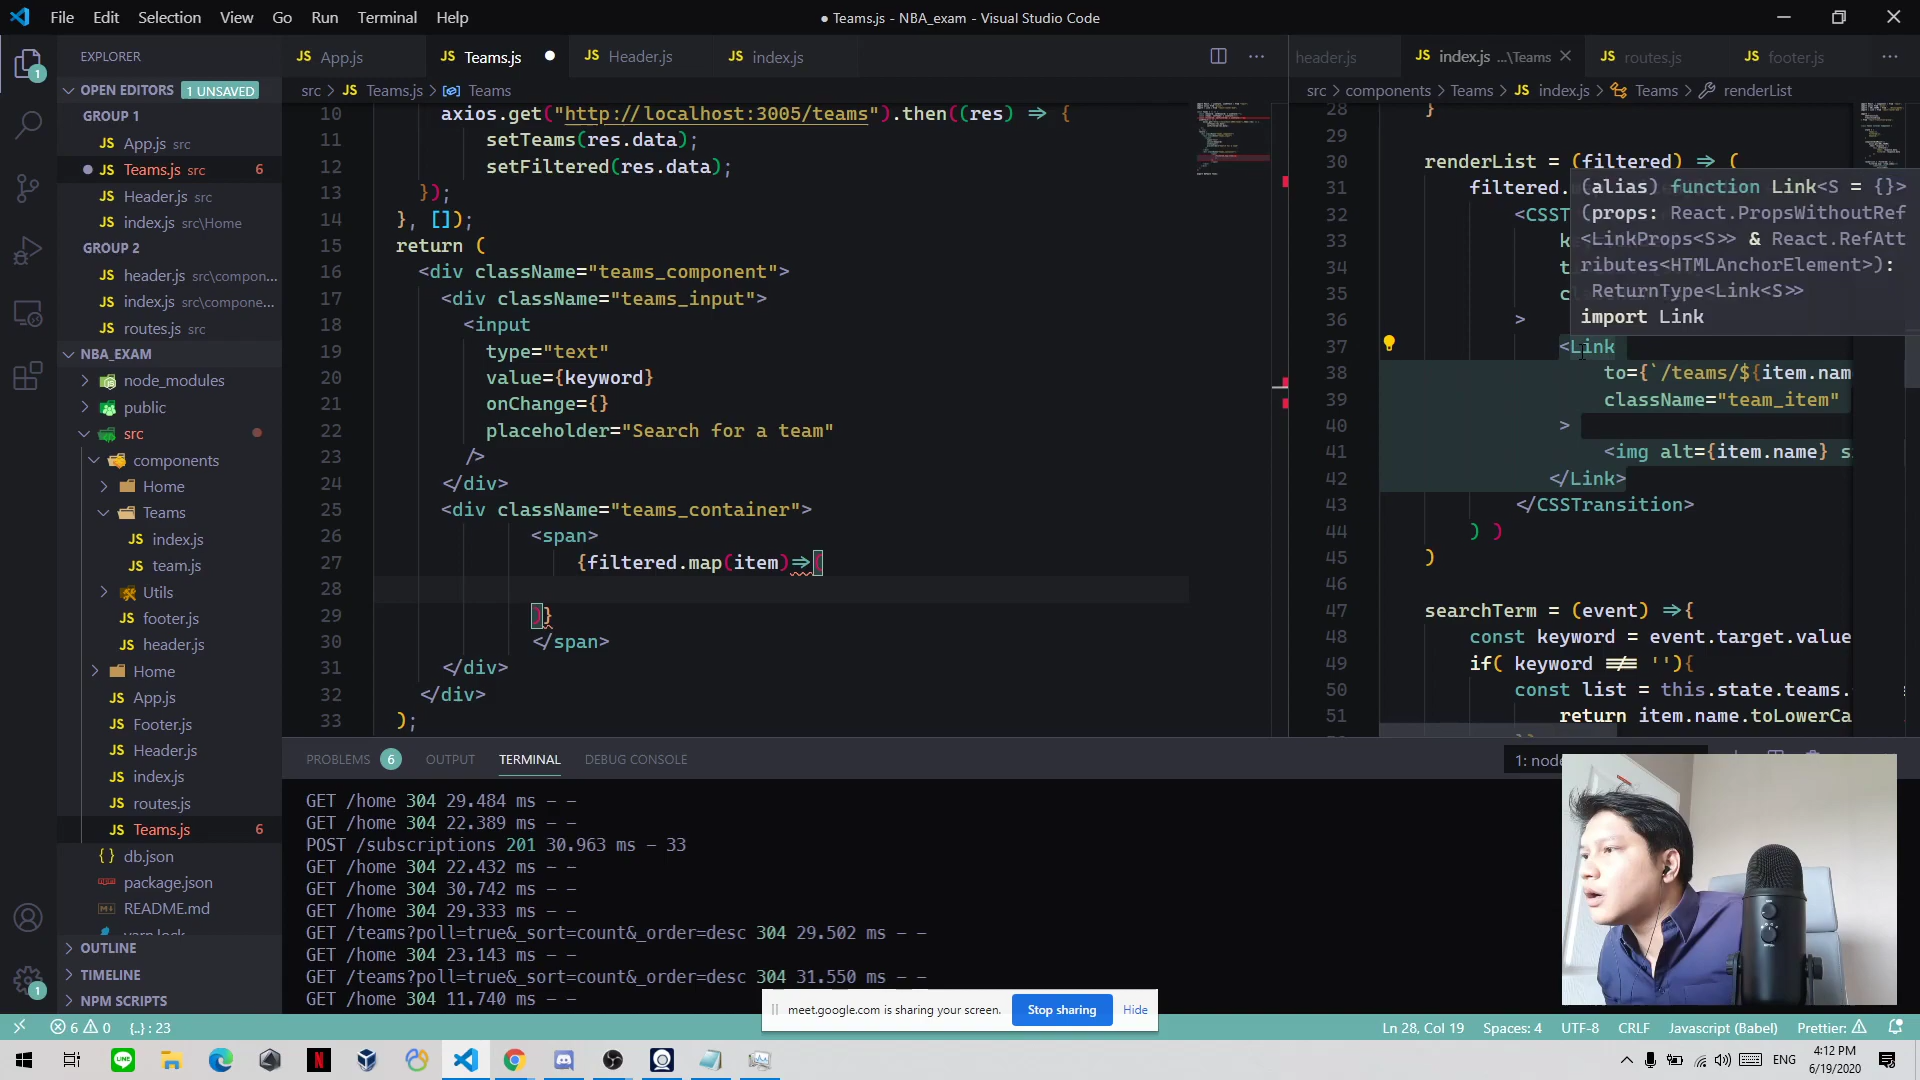 File Edit Selection View Go Run Terminal Help
● Teams.js - NBA_exam - Visual Studio Code
EXPLORER
OPEN EDITORS 1 UNSAVED
GROUP 1
JS App.js src
JS Teams.js src 6
JS Header.js src
JS index.js src\Home
GROUP 2
JS header.js src\compon...
JS index.js src\compone...
JS routes.js src
NBA_EXAM
node_modules
public
src
components
Home
Teams
JS index.js
JS team.js
Utils
JS footer.js
JS header.js
Home
JS App.js
JS Footer.js
JS Header.js
JS index.js
JS routes.js
JS Teams.js 6
{} db.json
package.json
README.md
yarn.lock
OUTLINE
TIMELINE
NPM SCRIPTS
JS App.js
JS Teams.js
JS Header.js
JS index.js
src > JS Teams.js > Teams
10 axios.get("http://localhost:3005/teams").then((res) => {
11 setTeams(res.data);
12 setFiltered(res.data);
13 });
14 }, []);
15 return (
16 <div className="teams_component">
17 <div className="teams_input">
18 <input
19 type="text"
20 value={keyword}
21 onChange={}
22 placeholder="Search for a team"
23 />
24 </div>
25 <div className="teams_container">
26 <span>
27 {filtered.map(item)=>(
28
29 )}
30 </span>
31 </div>
32 </div>
33 );
header.js
JS index.js ...\Teams
JS routes.js
JS footer.js
src > components > Teams > JS index.js > Teams > renderList
28 }
29
30 renderList = (filtered) => (
31 filtered.
32 <CSST
33
34
35
36 >
(alias) function Link<S = {}>
(props: React.PropsWithoutRef
<LinkProps<S>> & React.RefAtt
ributes<HTMLAnchorElement>):
ReturnType<Link<S>>
import Link
37 <Link
38 to={`/teams/${item.nam
39 className="team_item"
40 >
41 <img alt={item.name} s
42 </Link>
43 </CSSTransition>
44 ) )
45 )
46
47 searchTerm = (event) =>{
48 const keyword = event.target.value
49 if( keyword !== ''){
50 const list = this.state.teams.
51 return item.name.toLowerCa
PROBLEMS 6 OUTPUT TERMINAL DEBUG CONSOLE
1: node
GET /home 304 29.484 ms - -
GET /home 304 22.389 ms - -
POST /subscriptions 201 30.963 ms - 33
GET /home 304 22.432 ms - -
GET /home 304 30.742 ms - -
GET /home 304 29.333 ms - -
GET /teams?poll=true&_sort=count&_order=desc 304 29.502 ms - -
GET /home 304 23.143 ms - -
GET /teams?poll=true&_sort=count&_order=desc 304 31.550 ms - -
GET /home 304 11.740 ms - -
meet.google.com is sharing your screen. Stop sharing Hide
6 0 {..} : 23
Ln 28, Col 19 Spaces: 4 UTF-8 CRLF Javascript (Babel) Prettier:
ENG
4:12 PM
6/19/2020